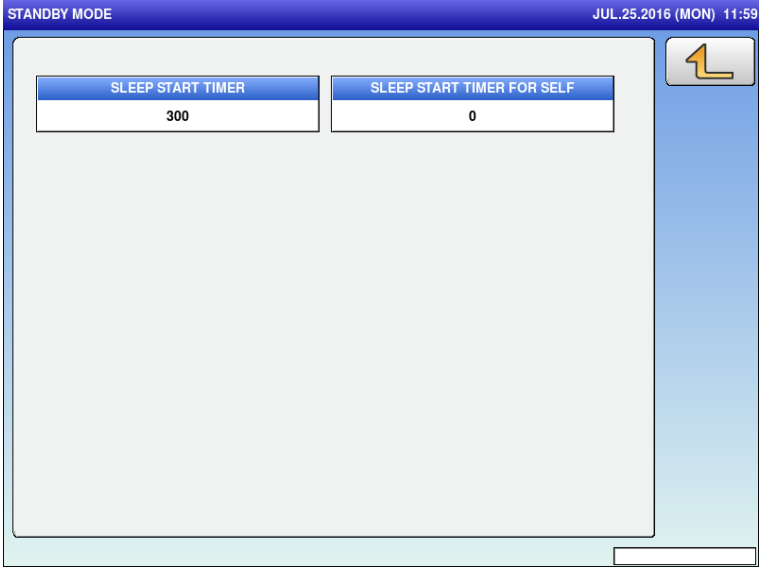 STANDBY MODE JUL.25.2016 (MON) 11:59
SLEEP START TIMER SLEEP START TIMER FOR SELF
300 0